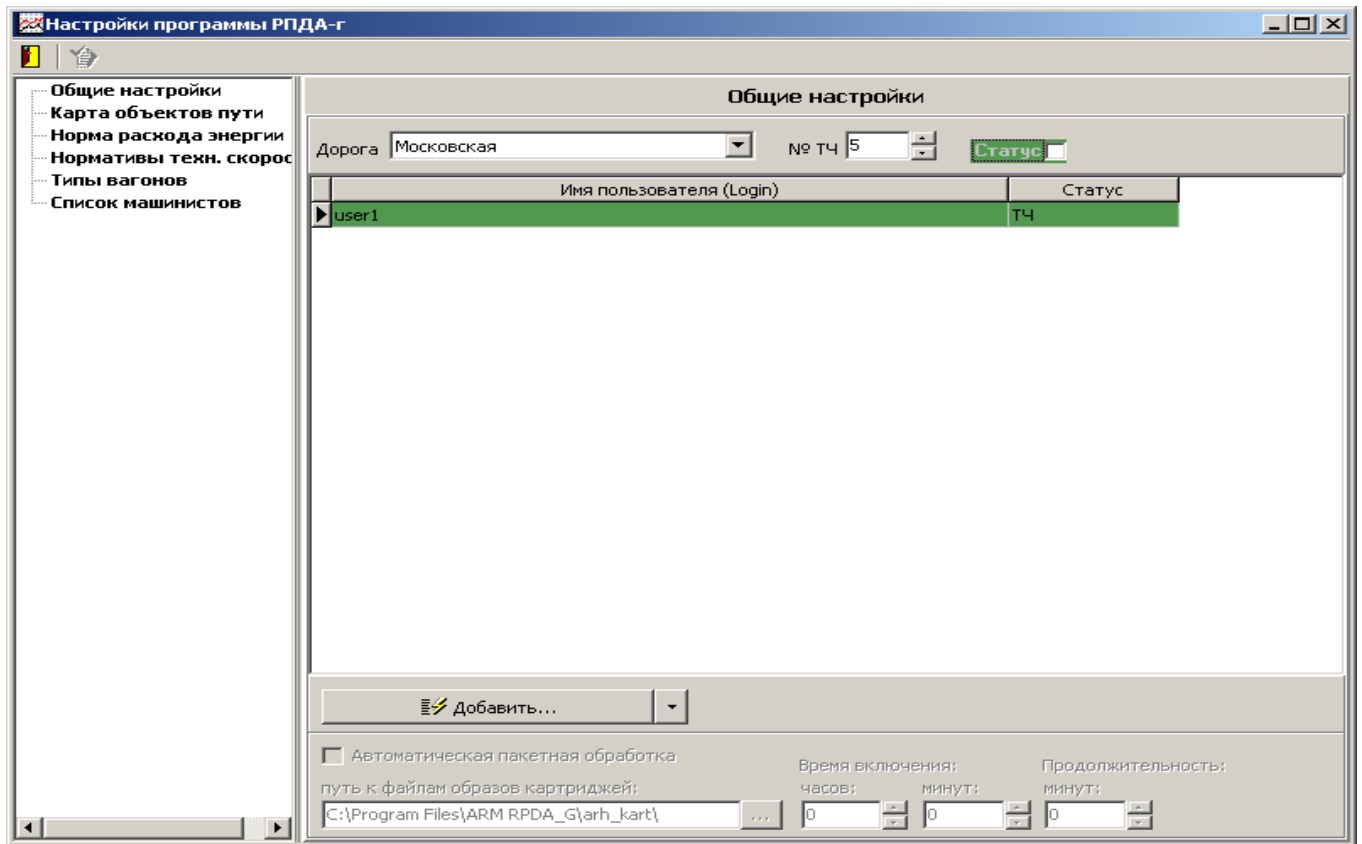 Настройки программы РПДА-г
Общие настройки
Карта объектов пути
Норма расхода энергии
Нормативы техн. скорос
Типы вагонов
Список машинистов
Общие настройки
Дорога Московская № ТЧ 5 Статус
Имя пользователя (Login) Статус
user1 ТЧ
Добавить...
Автоматическая пакетная обработка
Время включения: Продолжительность:
путь к файлам образов картриджей: часов: минут: минут:
C:\Program Files\ARM RPDA_G\arh_kart\ ... 0 0 0